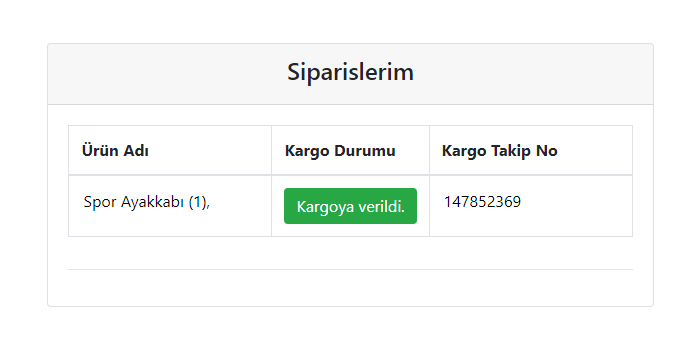 Siparislerim
Ürün Adı Kargo Durumu Kargo Takip No
Spor Ayakkabı (1), Kargoya verildi. 147852369